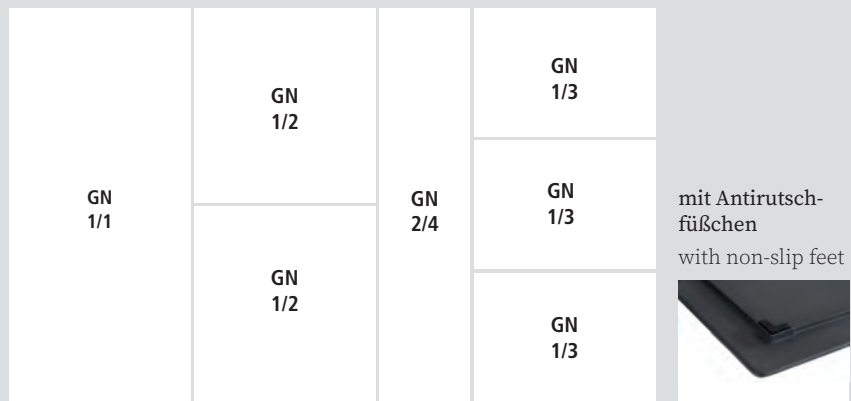 GN
1/1
GN
1/2
GN
1/2
GN
2/4
GN
1/3
GN
1/3
GN
1/3
mit Antirutsch-
füßchen
with non-slip feet